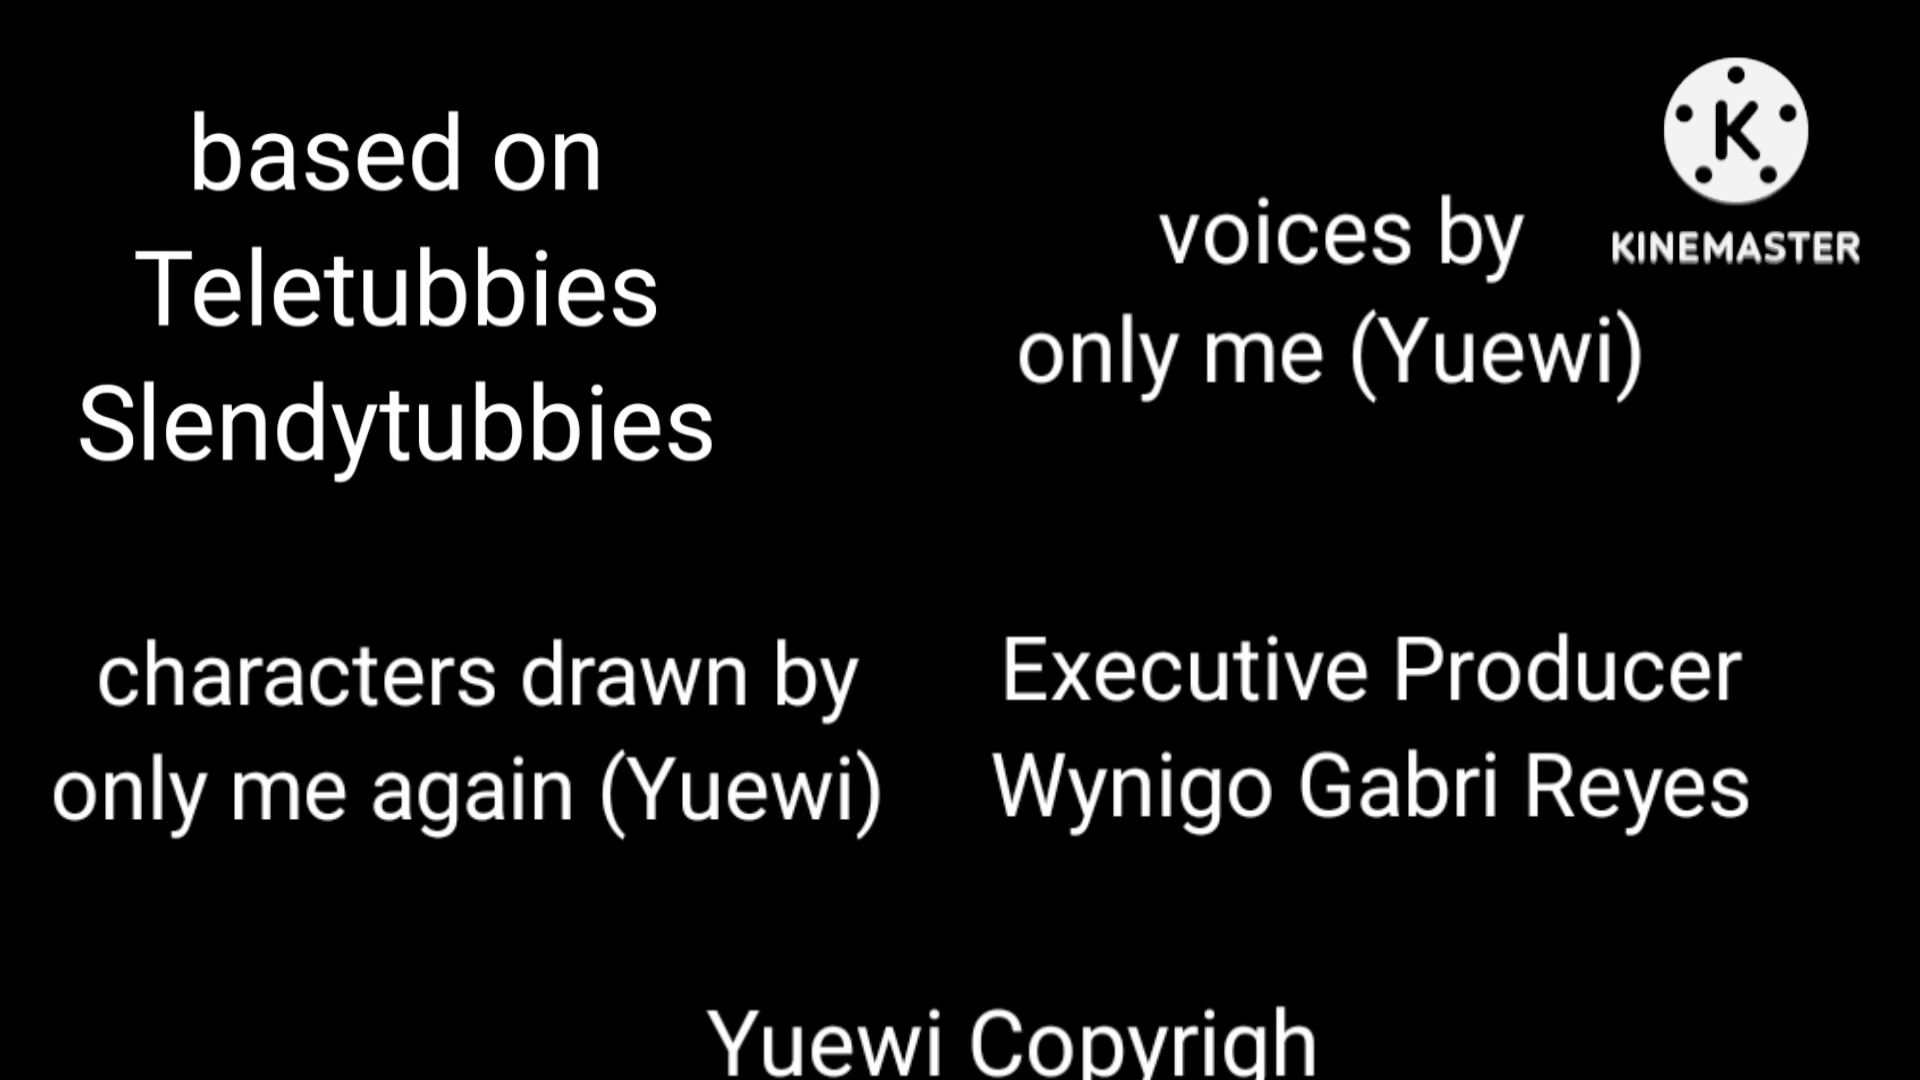 based on
Teletubbies
Slendytubbies
voices by
only me (Yuewi)
K
KINEMASTER
characters drawn by
only me again (Yuewi)
Executive Producer
Wynigo Gabri Reyes
Yuewi Copyrigh